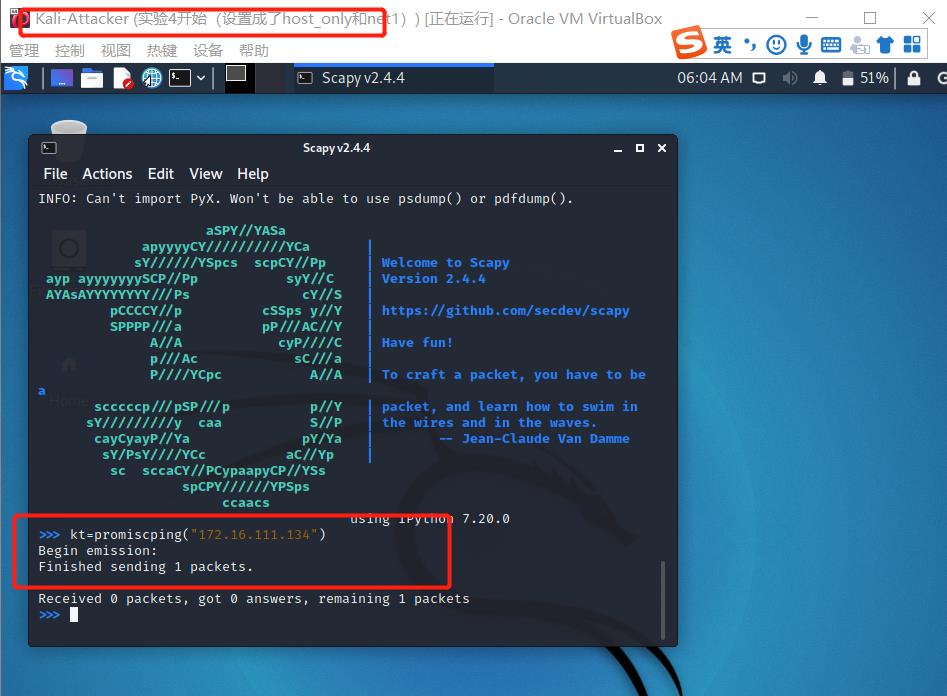 Kali-Attacker (实验4开始（设置成了host_only和net1）) [正在运行] - Oracle VM VirtualBox
管理 控制 视图 热键 设备 帮助
英
Scapy v2.4.4
06:04 AM
51%
Scapy v2.4.4
File Actions Edit View Help
INFO: Can't import PyX. Won't be able to use psdump() or pdfdump().
aSPY//YASa
apyyyyCY//////////YCa |
sY//////YSpcs scpCY//Pp | Welcome to Scapy
ayp ayyyyyyySCP//Pp syY//C | Version 2.4.4
AYAsAYYYYYYYY///Ps cY//S |
pCCCCY//p cSSps y//Y | https://github.com/secdev/scapy
SPPPP///a pP///AC//Y |
A//A cyP////C | Have fun!
p///Ac sC///a |
P////YCpc A//A | To craft a packet, you have to be
a
scccccp///pSP///p p//Y | packet, and learn how to swim in
sY/////////y caa S//P | the wires and in the waves.
cayCyayP//Ya pY/Ya | -- Jean-Claude Van Damme
sY/PsY////YCc aC//Yp |
sc sccaCY//PCypaapyCP//YSs
spCPY//////YPSps
ccaacs
using IPython 7.20.0
>>> kt=promiscping("172.16.111.134")
Begin emission:
Finished sending 1 packets.
Received 0 packets, got 0 answers, remaining 1 packets
>>>